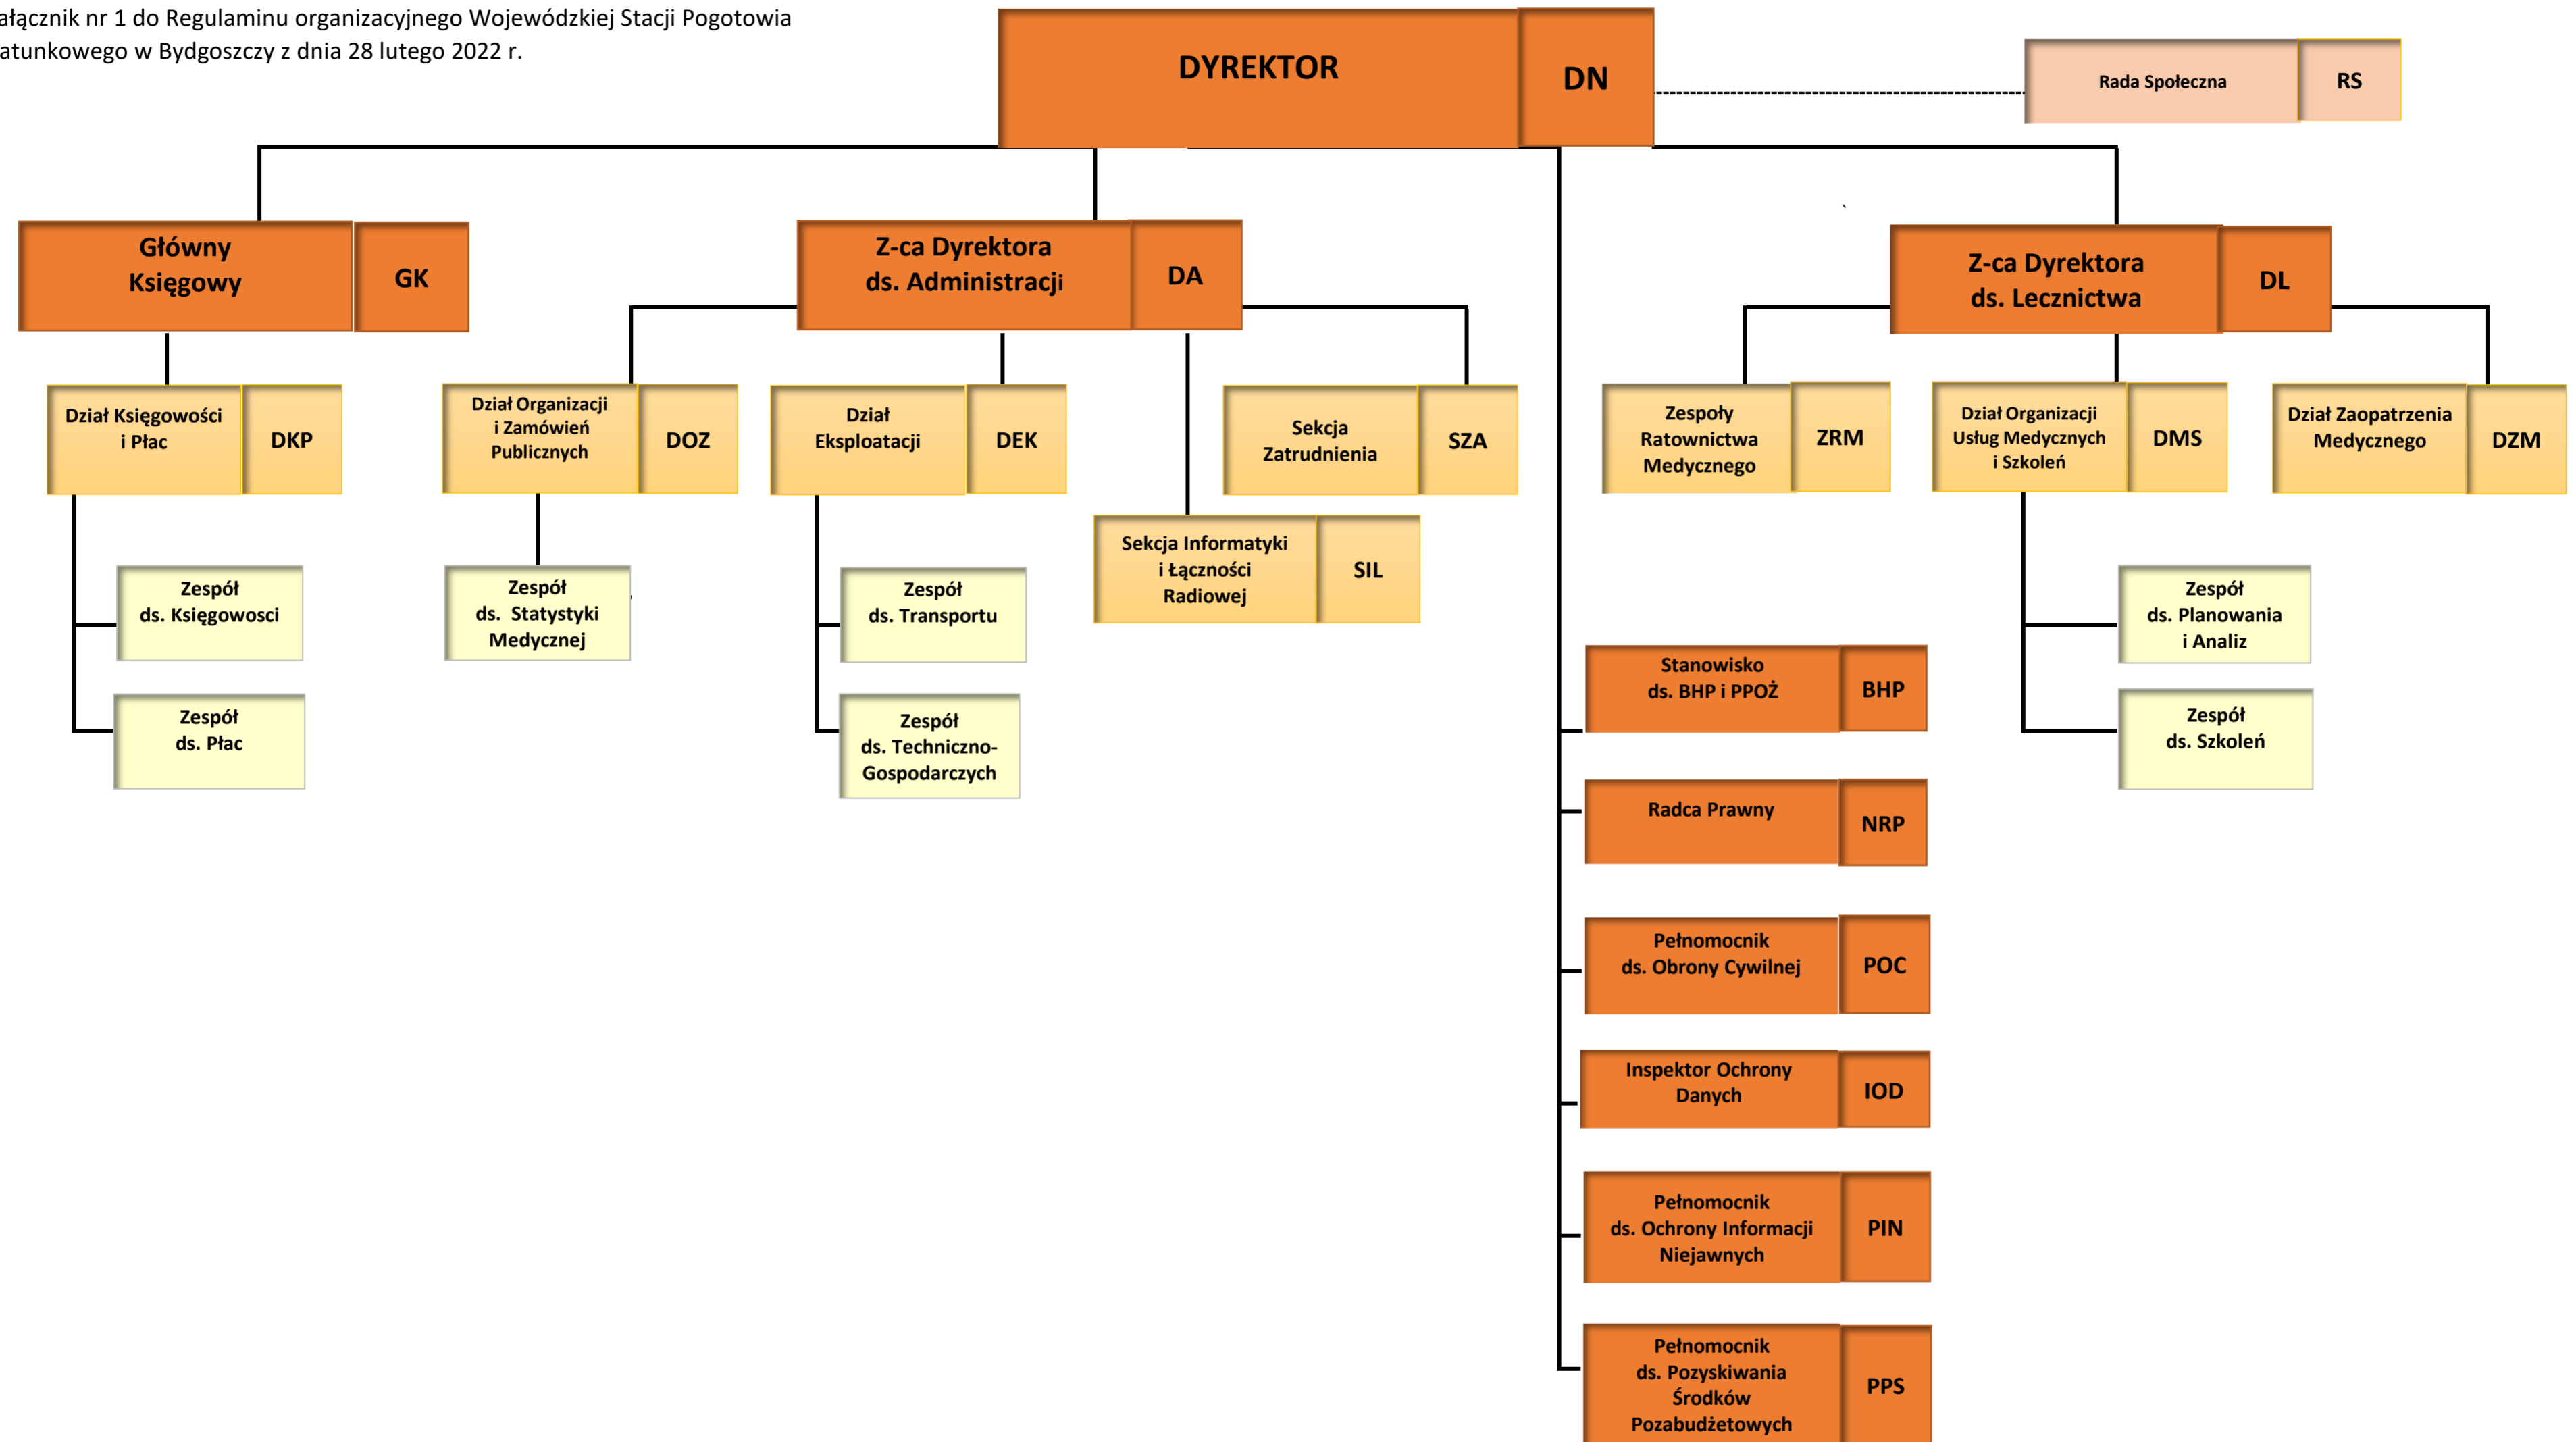 ałącznik nr 1 do Regulaminu organizacyjnego Wojewódzkiej Stacji Pogotowia
atunkowego w Bydgoszczy z dnia 28 lutego 2022 r.
DYREKTOR
DN
Rada Społeczna
RS
Główny
Księgowy
GK
Z-ca Dyrektora
ds. Administracji
DA
Z-ca Dyrektora
ds. Lecznictwa
DL
Dział Księgowości
i Płac
DKP
Dział Organizacji
i Zamówień
Publicznych
DOZ
Dział
Eksploatacji
DEK
Sekcja
Zatrudnienia
SZA
Zespoły
Ratownictwa
Medycznego
ZRM
Dział Organizacji
Usług Medycznych
i Szkoleń
DMS
Dział Zaopatrzenia
Medycznego
DZM
Sekcja Informatyki
i Łączności
Radiowej
SIL
Zespół
ds. Księgowosci
Zespół
ds. Statystyki
Medycznej
Zespół
ds. Transportu
Zespół
ds. Planowania
i Analiz
Zespół
ds. Płac
Zespół
ds. Techniczno-
Gospodarczych
Zespół
ds. Szkoleń
Stanowisko
ds. BHP i PPOŻ
BHP
Radca Prawny
NRP
Pełnomocnik
ds. Obrony Cywilnej
POC
Inspektor Ochrony
Danych
IOD
Pełnomocnik
ds. Ochrony Informacji
Niejawnych
PIN
Pełnomocnik
ds. Pozyskiwania
Środków
Pozabudżetowych
PPS